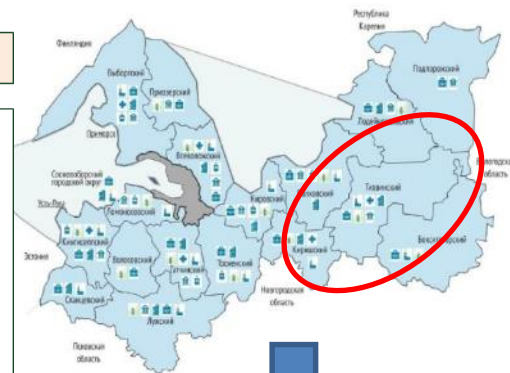 Республика
Карелия
Финляндия
Выборгский
Приозерский
Подпорожский
Лодейнопольский
Приморск
Всеволожский
Вологодская
область
Сосновоборский
городской округ
Кировский
Волховский
Тихвинский
Усть-Луга
Ломоносовский
Кингисеппский
Волосовский
Гатчинский
Тосненский
Киришский
Бокситогорский
Эстония
Сланцевский
Новгородская
область
Лужский
Псковская
область